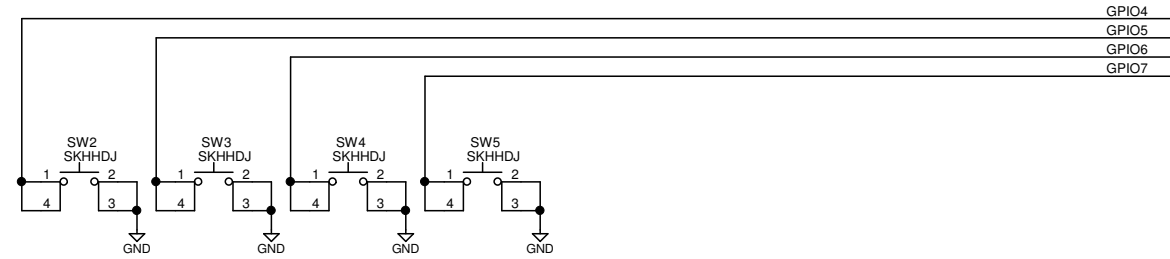 GPIO4
GPIO5
GPIO6
GPIO7
SW2 SW3 SW4 SW5
SKHHDJ SKHHDJ SKHHDJ SKHHDJ
1 2 1 2 1 2 1 2
4 3 4 3 4 3 4 3
GND GND GND GND